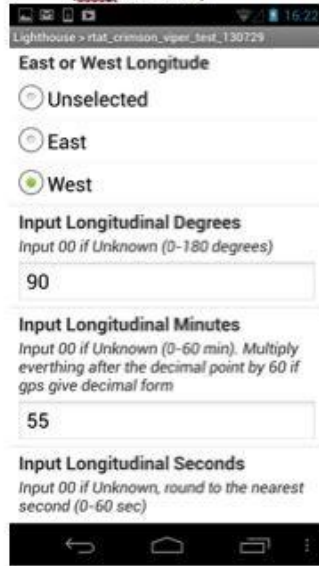 16:22
Lighthouse > rtat_crimson_viper_test_130729
East or West Longitude
Unselected
East
West
Input Longitudinal Degrees
Input 00 if Unknown (0-180 degrees)
90
Input Longitudinal Minutes
Input 00 if Unknown (0-60 min). Multiply
everthing after the decimal point by 60 if
gps give decimal form
55
Input Longitudinal Seconds
Input 00 if Unknown, round to the nearest
second (0-60 sec)